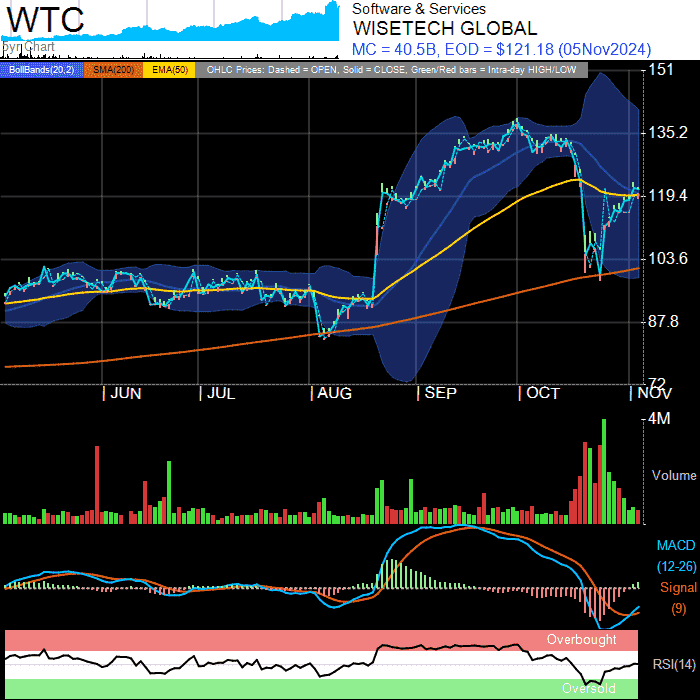 WTC
Software & Services
WISETECH GLOBAL
MC = 40.5B, EOD = $121.18 (05Nov2024)
BollBands(20,2) SMA(200) EMA(50) OHLC Prices: Dashed = OPEN, Solid = CLOSE, Green/Red bars = Intra-day HIGH/LOW
151
135.2
119.4
103.6
87.8
72
JUN JUL AUG SEP OCT NOV
4M
Volume
MACD
(12-26)
Signal
(9)
Overbought
RSI(14)
Oversold